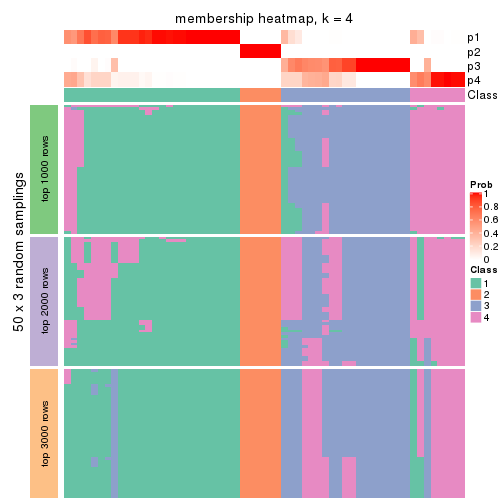 membership heatmap, k = 4
p1
p2
p3
p4
Class
50 x 3 random samplings
top 1000 rows
top 2000 rows
top 3000 rows
Prob
1
0.8
0.6
0.4
0.2
0
Class
1
2
3
4